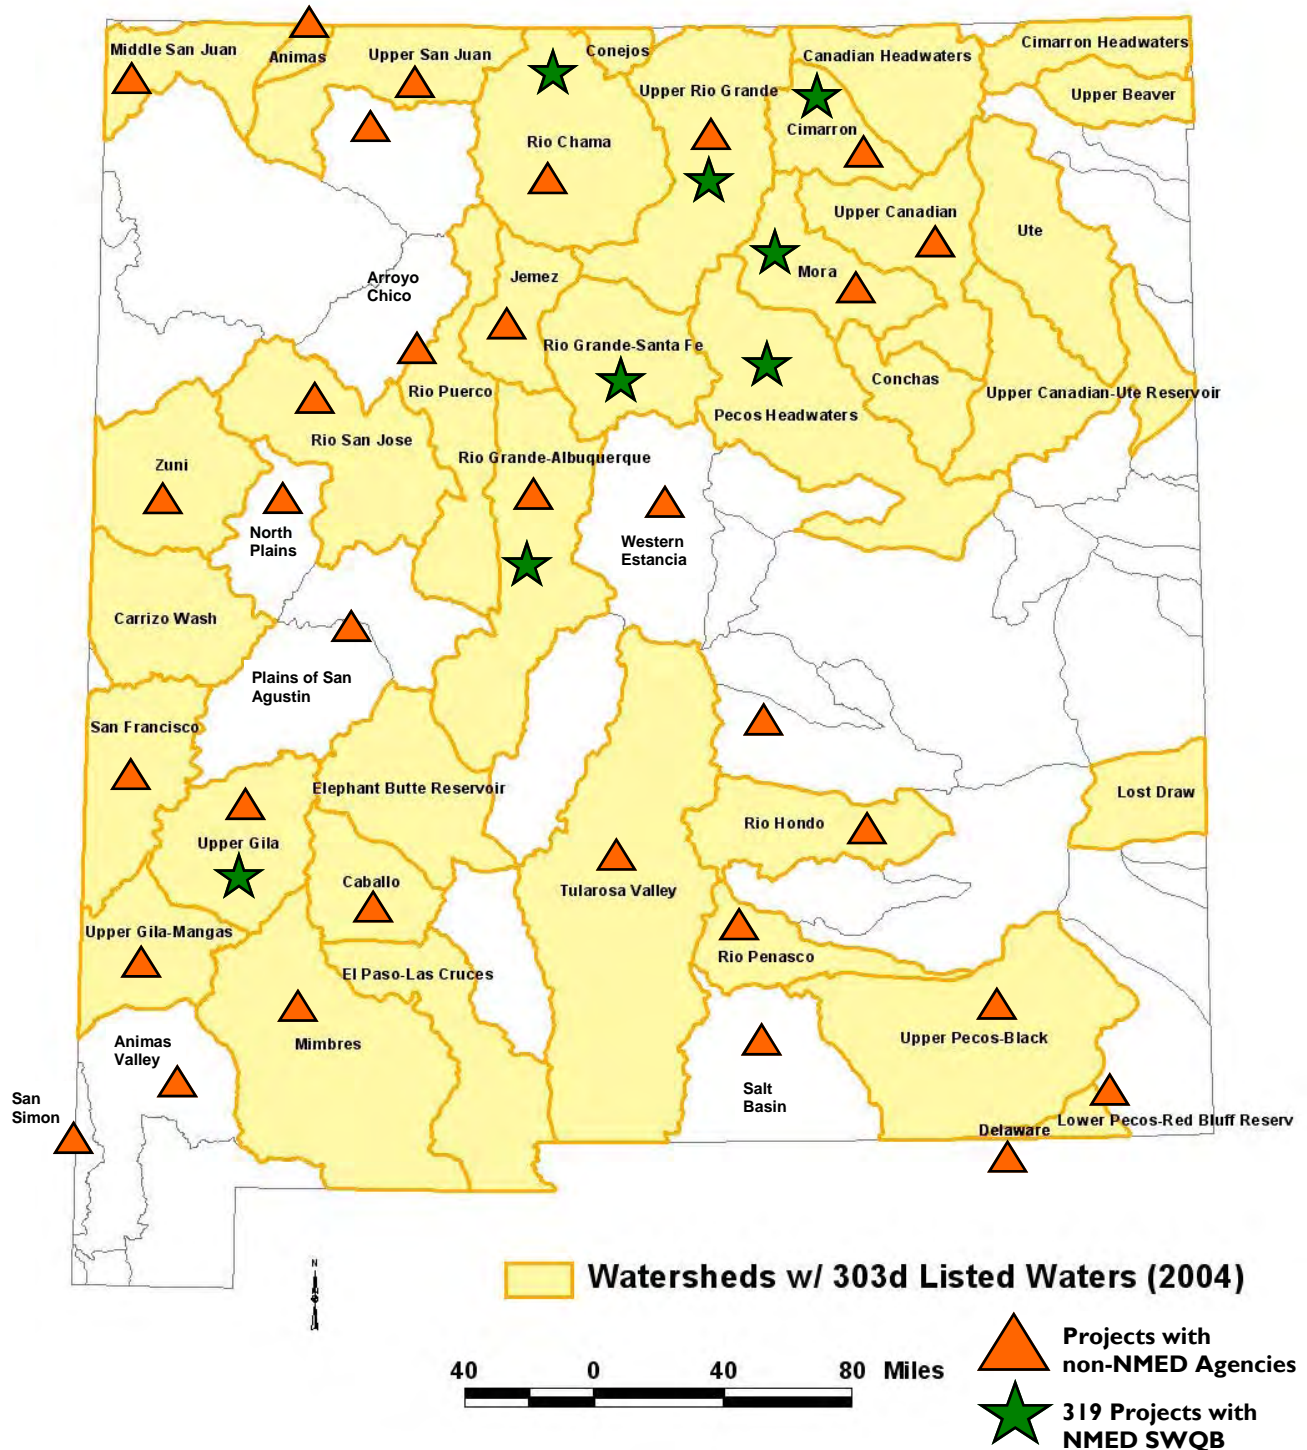 Middle San Juan
Animas
Upper San Juan
Conejos
Canadian Headwaters
Cimarron Headwaters
Upper Rio Grande
Upper Beaver
Cimarron
Rio Chama
Upper Canadian
Ute
Mora
Arroyo
Chico
Jemez
Rio Grande-Santa Fe
Conchas
Rio Puerco
Upper Canadian-Ute Reservoir
Pecos Headwaters
Rio San Jose
Zuni
Rio Grande-Albuquerque
North
Plains
Western
Estancia
Carrizo Wash
Plains of San
Agustin
San Francisco
Elephant Butte Reservoir
Lost Draw
Rio Hondo
Upper Gila
Caballo
Tularosa Valley
Upper Gila-Mangas
Rio Penasco
El Paso-Las Cruces
Animas
Valley
Mimbres
Upper Pecos-Black
San
Simon
Salt
Basin
Lower Pecos-Red Bluff Reserv
Delaware
N
Watersheds w/ 303d Listed Waters (2004)
Projects with
non-NMED Agencies
40 0 40 80 Miles
319 Projects with
NMED SWQB